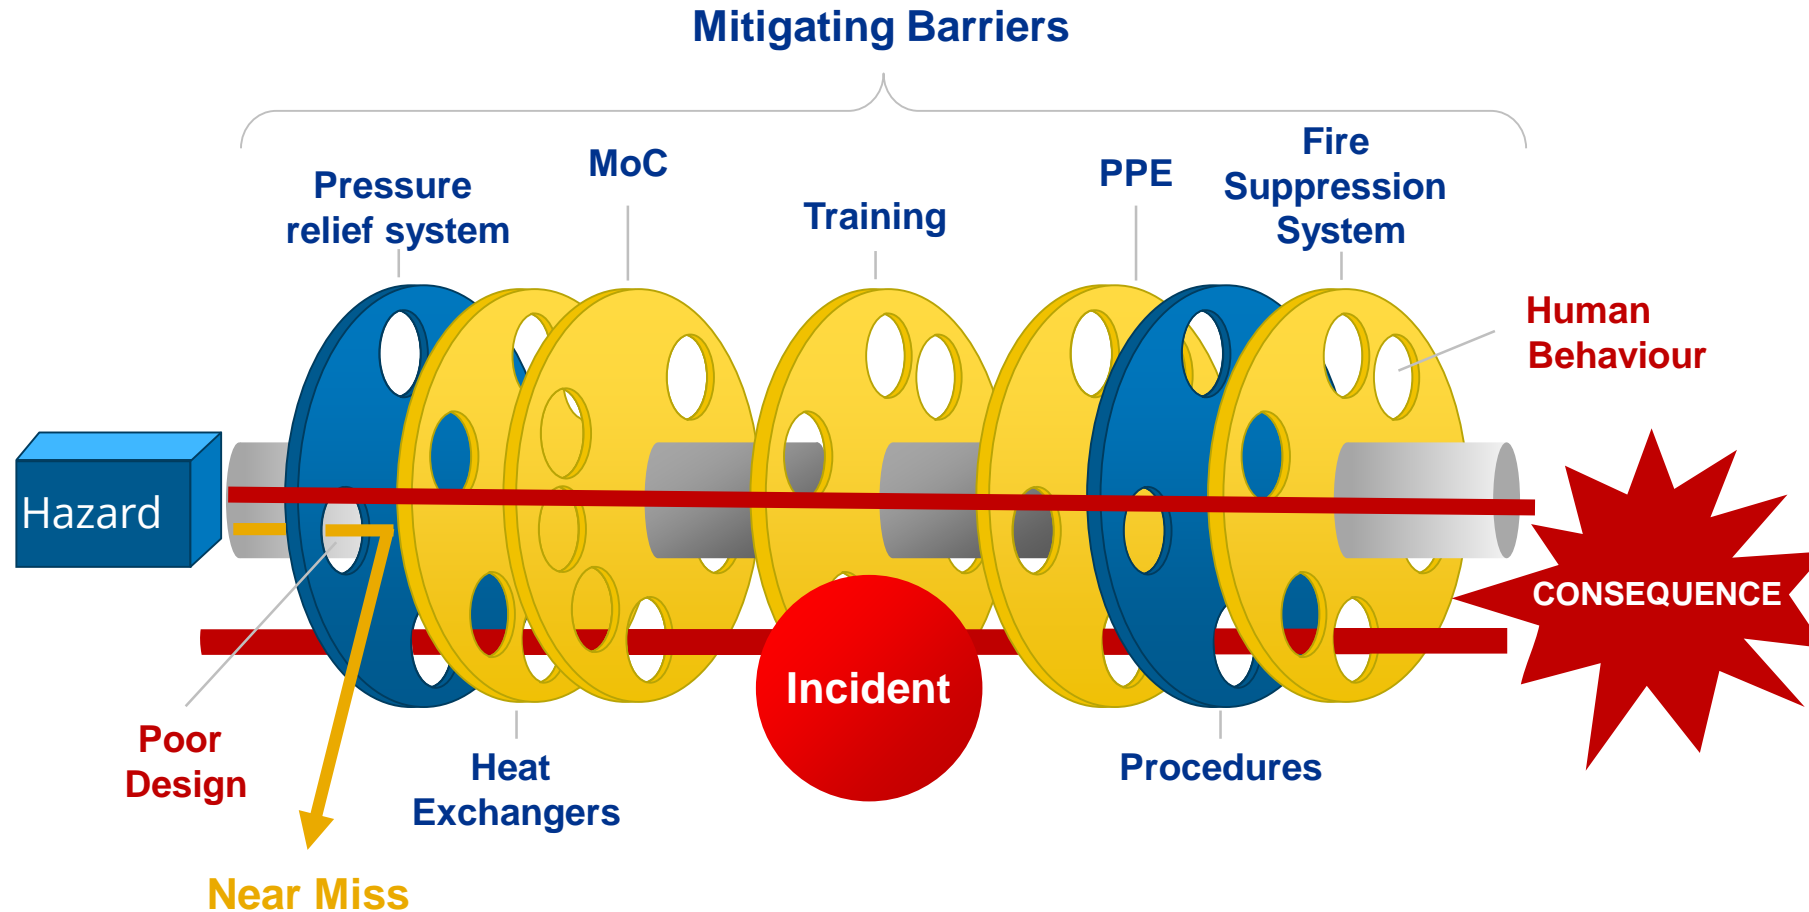 Mitigating Barriers
Pressure
relief system
MoC
Training
PPE
Fire
Suppression
System
Human
Behaviour
Hazard
CONSEQUENCE
Incident
Poor
Design
Heat
Exchangers
Procedures
Near Miss